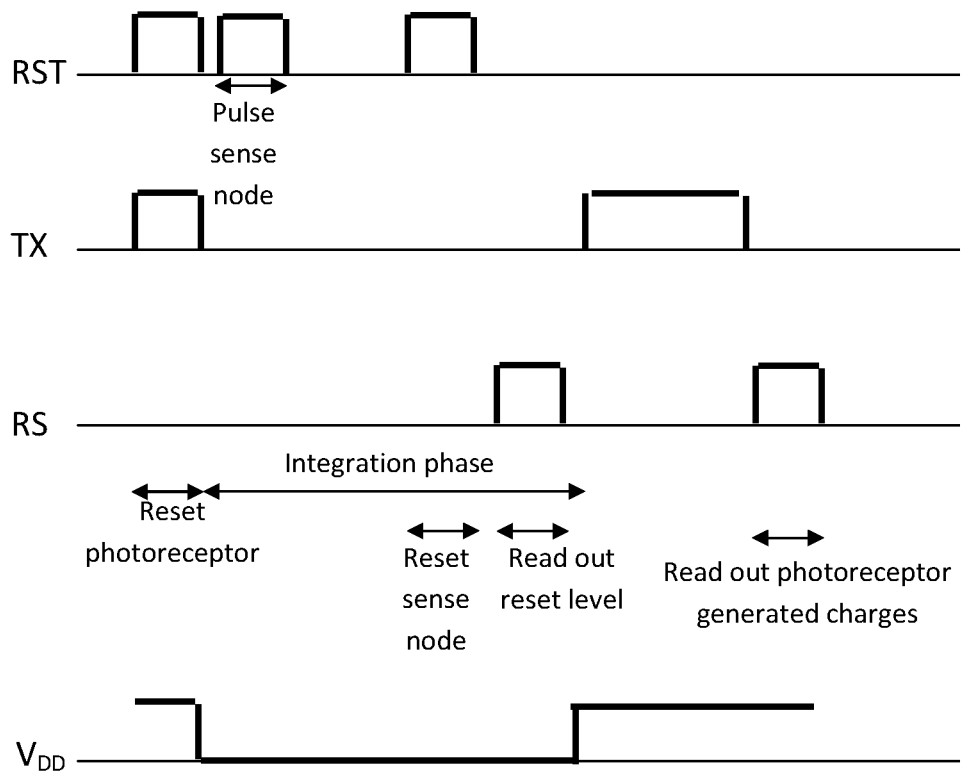 RST
Pulse
sense
node
TX
RS
Integration phase
Reset
photoreceptor
Reset
sense
node
Read out
reset level
Read out photoreceptor
generated charges
VDD